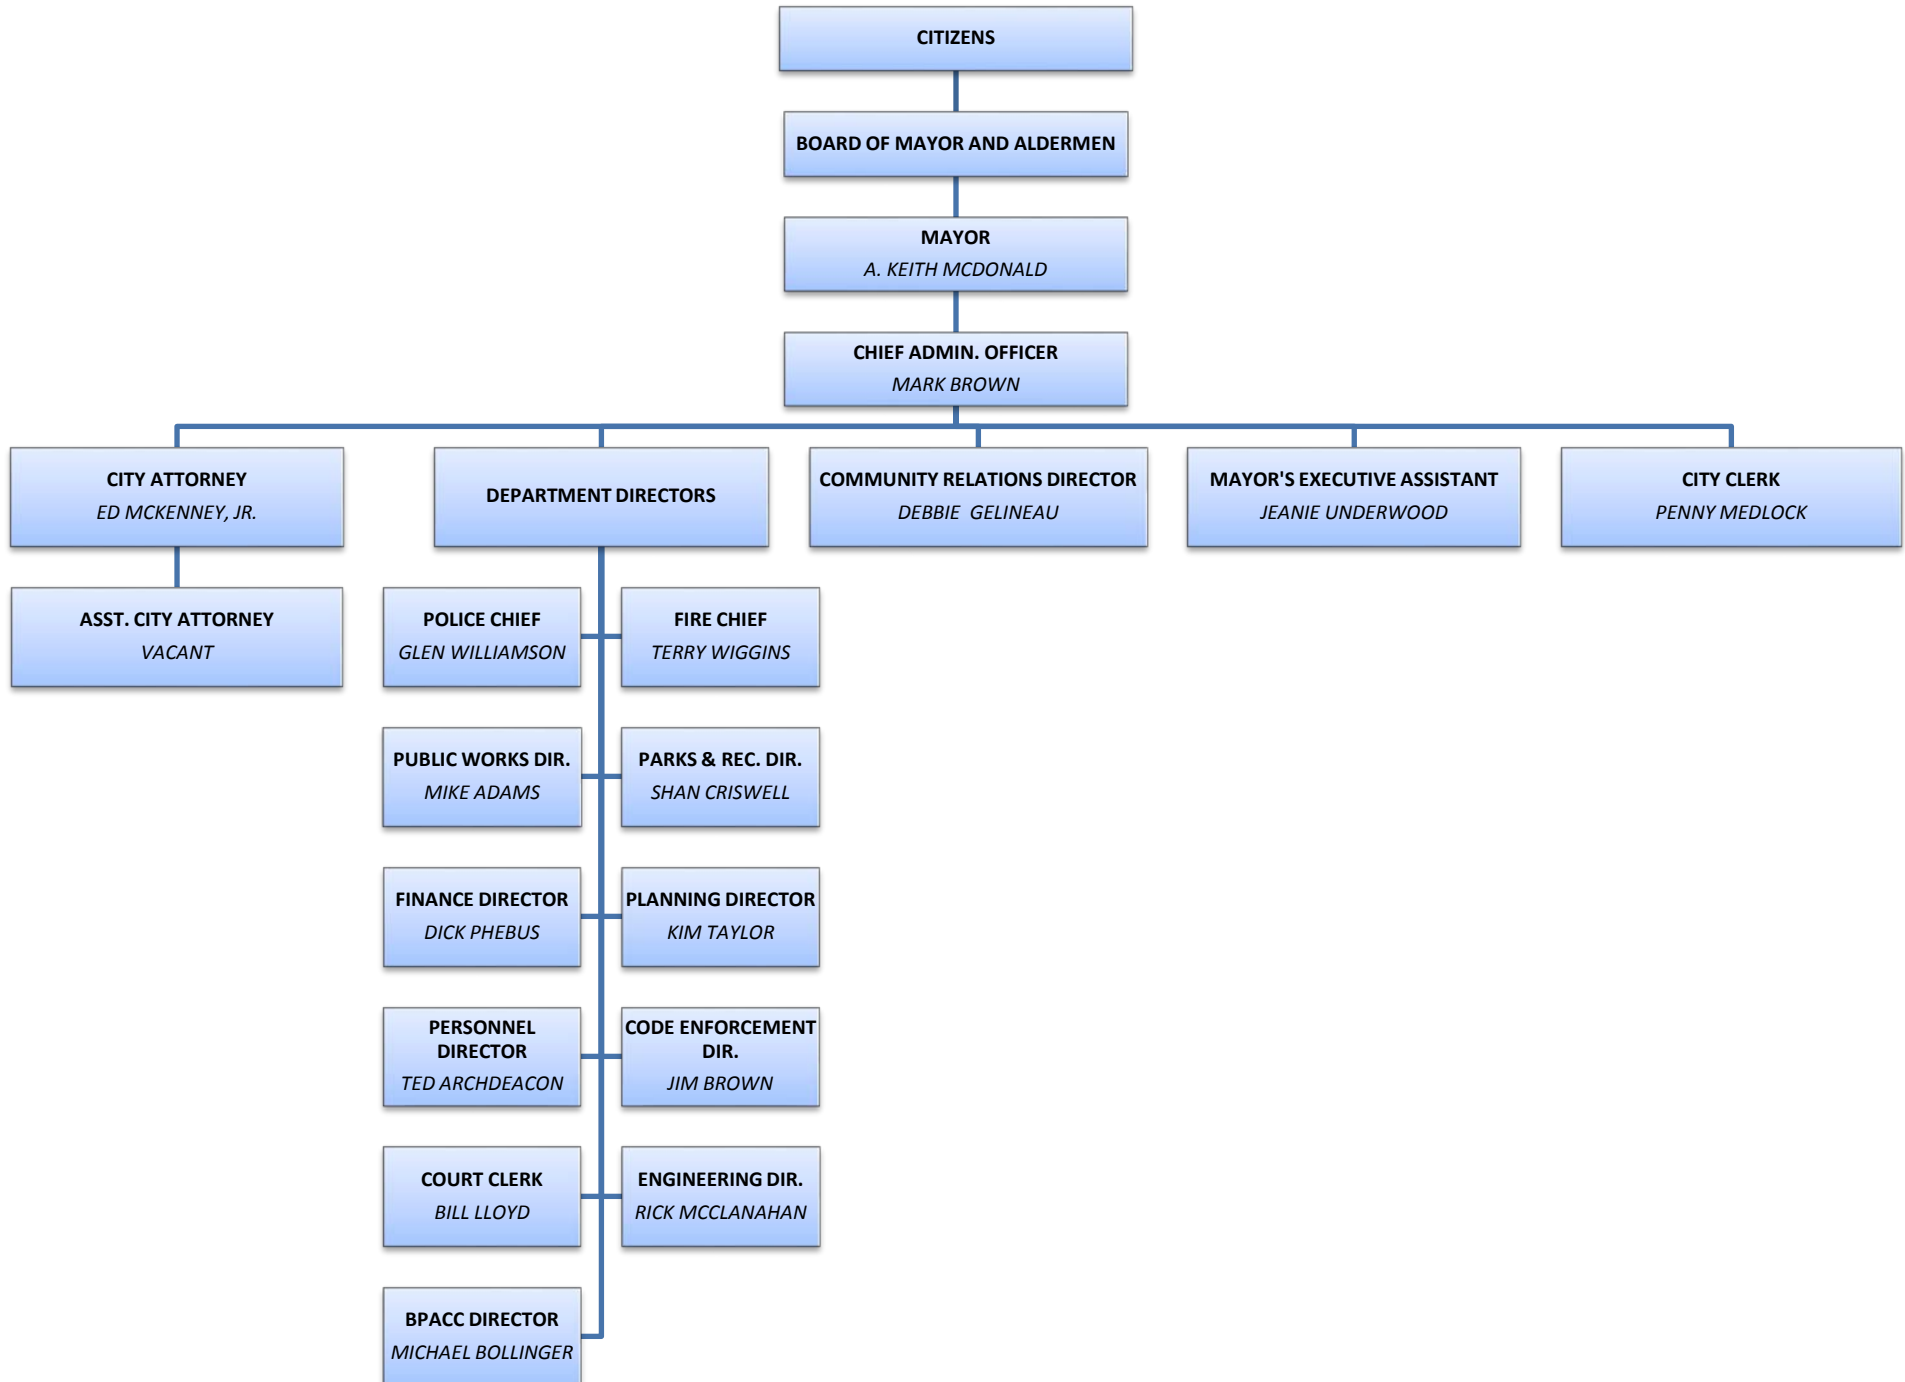 CITIZENS
BOARD OF MAYOR AND ALDERMEN
MAYOR
A. KEITH MCDONALD
CHIEF ADMIN. OFFICER
MARK BROWN
CITY ATTORNEY
ED MCKENNEY, JR.
DEPARTMENT DIRECTORS
COMMUNITY RELATIONS DIRECTOR
DEBBIE GELINEAU
MAYOR'S EXECUTIVE ASSISTANT
JEANIE UNDERWOOD
CITY CLERK
PENNY MEDLOCK
ASST. CITY ATTORNEY
VACANT
POLICE CHIEF
GLEN WILLIAMSON
FIRE CHIEF
TERRY WIGGINS
PUBLIC WORKS DIR.
MIKE ADAMS
PARKS & REC. DIR.
SHAN CRISWELL
FINANCE DIRECTOR
DICK PHEBUS
PLANNING DIRECTOR
KIM TAYLOR
PERSONNEL
DIRECTOR
TED ARCHDEACON
CODE ENFORCEMENT
DIR.
JIM BROWN
COURT CLERK
BILL LLOYD
ENGINEERING DIR.
RICK MCCLANAHAN
BPACC DIRECTOR
MICHAEL BOLLINGER